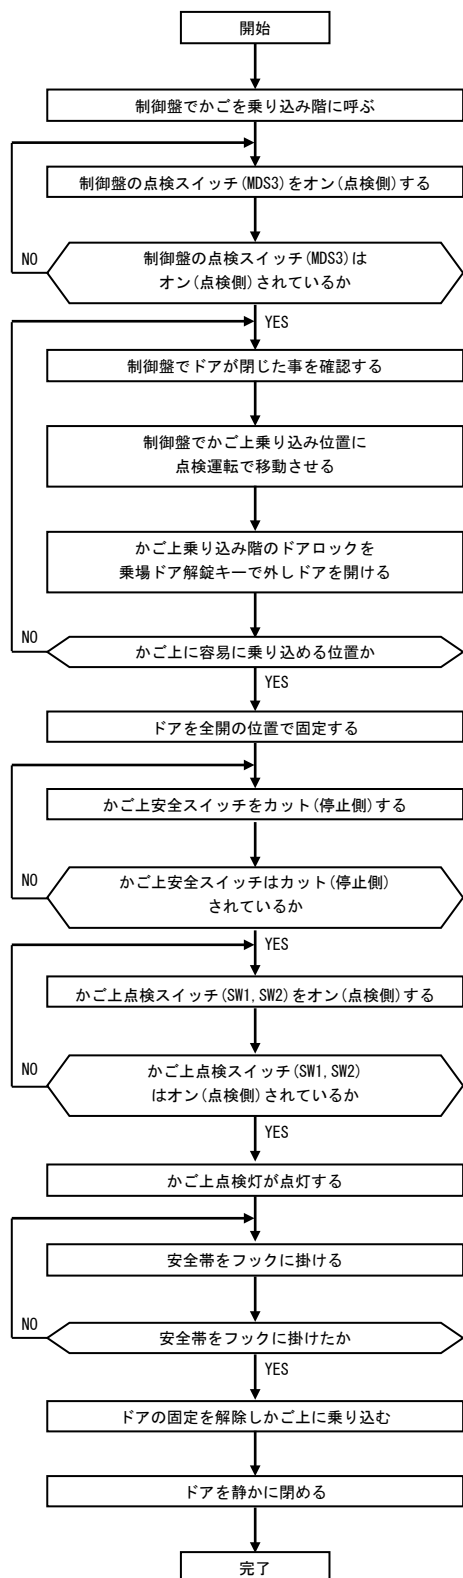 開始
制御盤でかごを乗り込み階に呼ぶ
制御盤の点検スイッチ(MDS3)をオン(点検側)する
NO
制御盤の点検スイッチ(MDS3)は
オン(点検側)されているか
YES
制御盤でドアが閉じた事を確認する
制御盤でかご上乗り込み位置に
点検運転で移動させる
かご上乗り込み階のドアロックを
乗場ドア解錠キーで外しドアを開ける
NO
かご上に容易に乗り込める位置か
YES
ドアを全開の位置で固定する
かご上安全スイッチをカット(停止側)する
NO
かご上安全スイッチはカット(停止側)
されているか
YES
かご上点検スイッチ(SW1,SW2)をオン(点検側)する
NO
かご上点検スイッチ(SW1,SW2)
はオン(点検側)されているか
YES
かご上点検灯が点灯する
安全帯をフックに掛ける
NO
安全帯をフックに掛けたか
YES
ドアの固定を解除しかご上に乗り込む
ドアを静かに閉める
完了